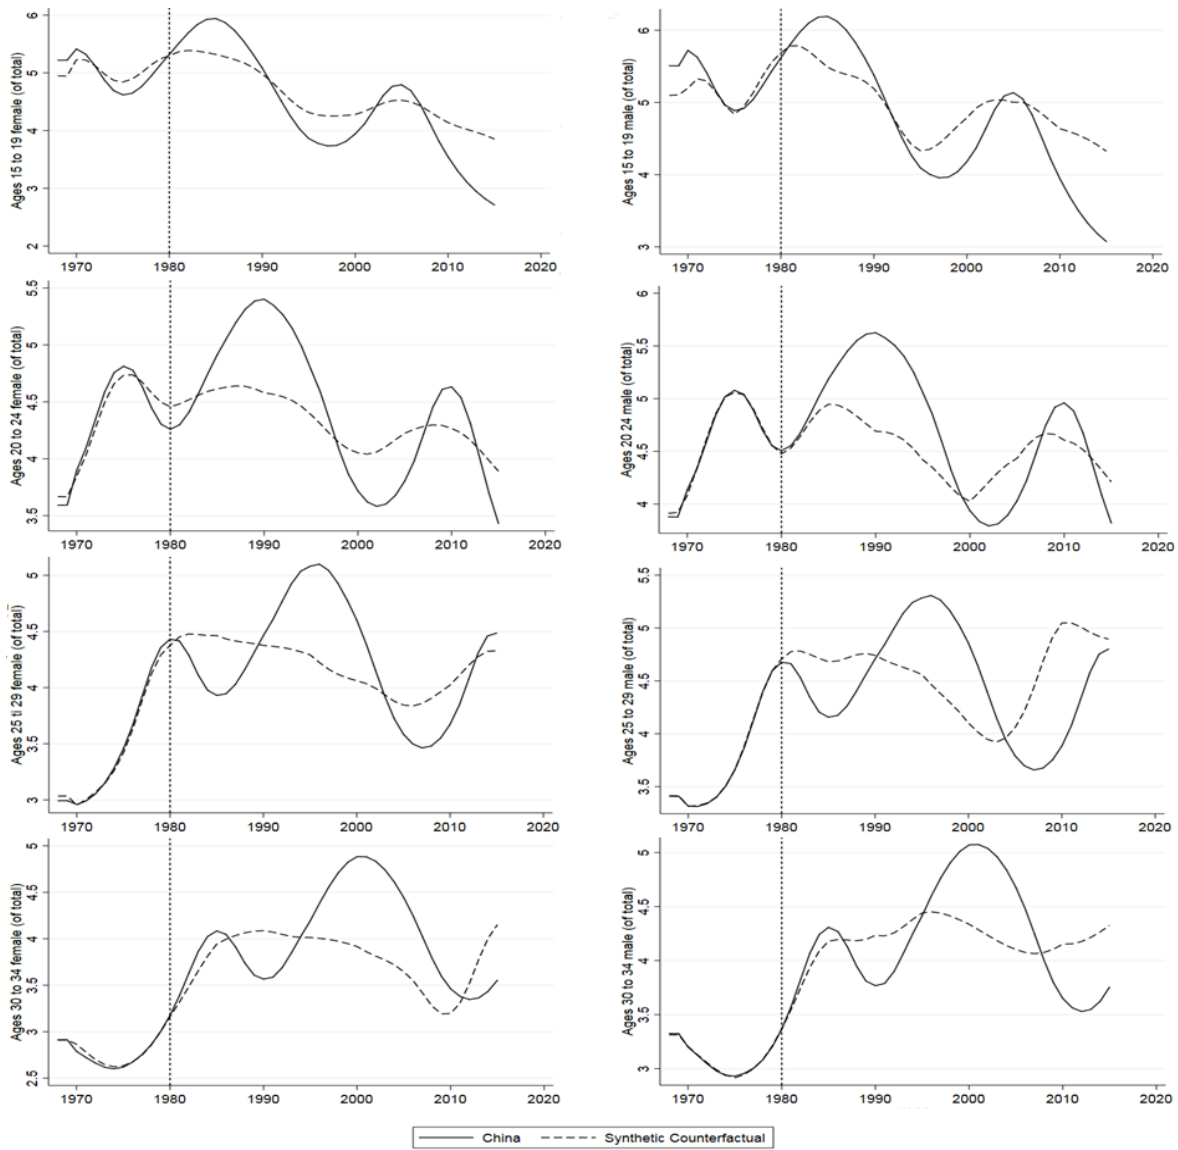 Ages 15 to 19 female (of total)
6
5
4
3
2
1970 1980 1990 2000 2010 2020
Ages 15 to 19 male (of total)
6
5
4
3
1970 1980 1990 2000 2010 2020
Ages 20 to 24 female (of total)
5.5
5
4.5
4
3.5
1970 1980 1990 2000 2010 2020
Ages 20 24 male (of total)
6
5.5
5
4.5
4
1970 1980 1990 2000 2010 2020
Ages 25 ti 29 female (of total)
5
4.5
4
3.5
3
1970 1980 1990 2000 2010 2020
Ages 25 to 29 male (of total)
5.5
5
4.5
4
3.5
1970 1980 1990 2000 2010 2020
Ages 30 to 34 female (of total)
5
4.5
4
3.5
3
2.5
1970 1980 1990 2000 2010 2020
Ages 30 to 34 male (of total)
5
4.5
4
3.5
3
1970 1980 1990 2000 2010 2020
China Synthetic Counterfactual